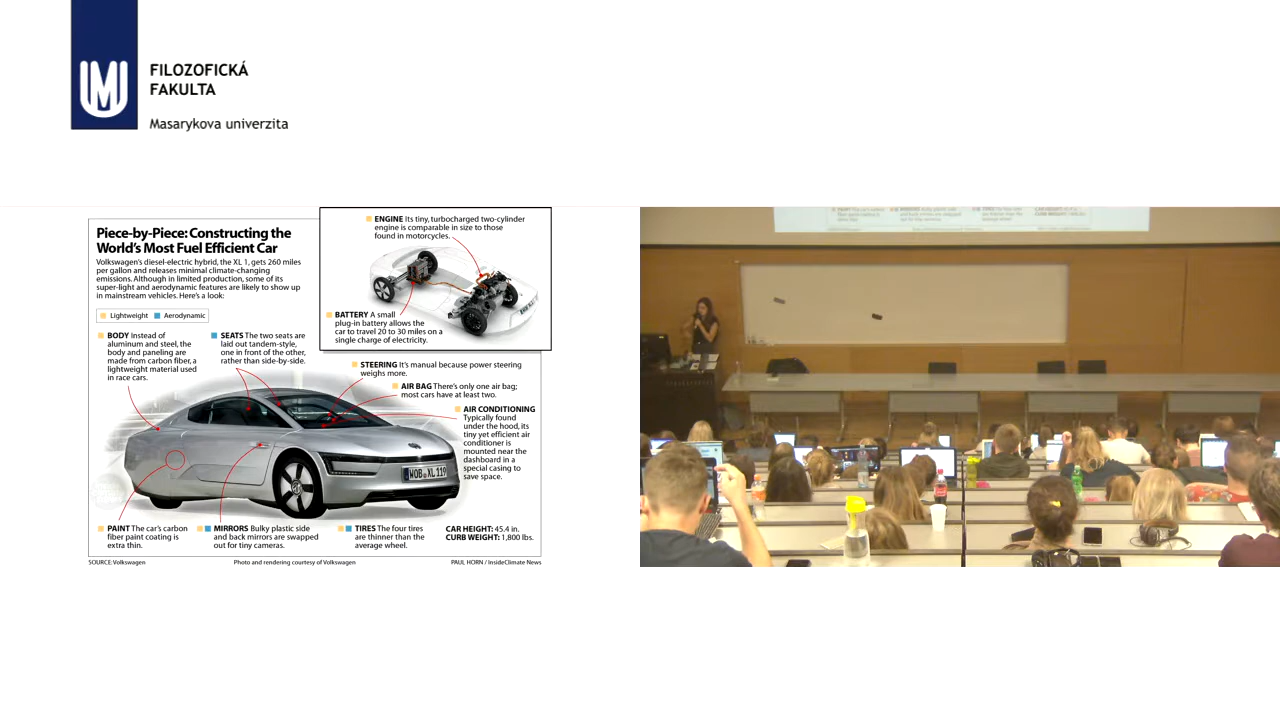 FILOZOFICKÁ
FAKULTA
Masarykova univerzita
Piece-by-Piece: Constructing the
World's Most Fuel Efficient Car
Volkswagen's diesel-electric hybrid, the XL 1, gets 260 miles
per gallon and releases minimal climate-changing
emissions. Although in limited production, some of its
super-light and aerodynamic features are likely to show up
in mainstream vehicles. Here's a look:
Lightweight
Aerodynamic
ENGINE Its tiny, turbocharged two-cylinder
engine is comparable in size to those
found in motorcycles.
BATTERY A small
plug-in battery allows the
car to travel 20 to 30 miles on a
single charge of electricity.
BODY Instead of
aluminum and steel, the
body and paneling are
made from carbon fiber, a
lightweight material used
in race cars.
SEATS The two seats are
laid out tandem-style,
one in front of the other,
rather than side-by-side.
STEERING It's manual because power steering
weighs more.
AIR BAG There's only one air bag;
most cars have at least two.
AIR CONDITIONING
Typically found
under the hood, its
tiny yet efficient air
conditioner is
mounted near the
dashboard in a
special casing to
save space.
WOB XL 119
PAINT The car's carbon
fiber paint coating is
extra thin.
MIRRORS Bulky plastic side
and back mirrors are swapped
out for tiny cameras.
TIRES The four tires
are thinner than the
average wheel.
CAR HEIGHT: 45.4 in.
CURB WEIGHT: 1,800 lbs.
SOURCE: Volkswagen
Photo and rendering courtesy of Volkswagen
PAUL HORN / InsideClimate News